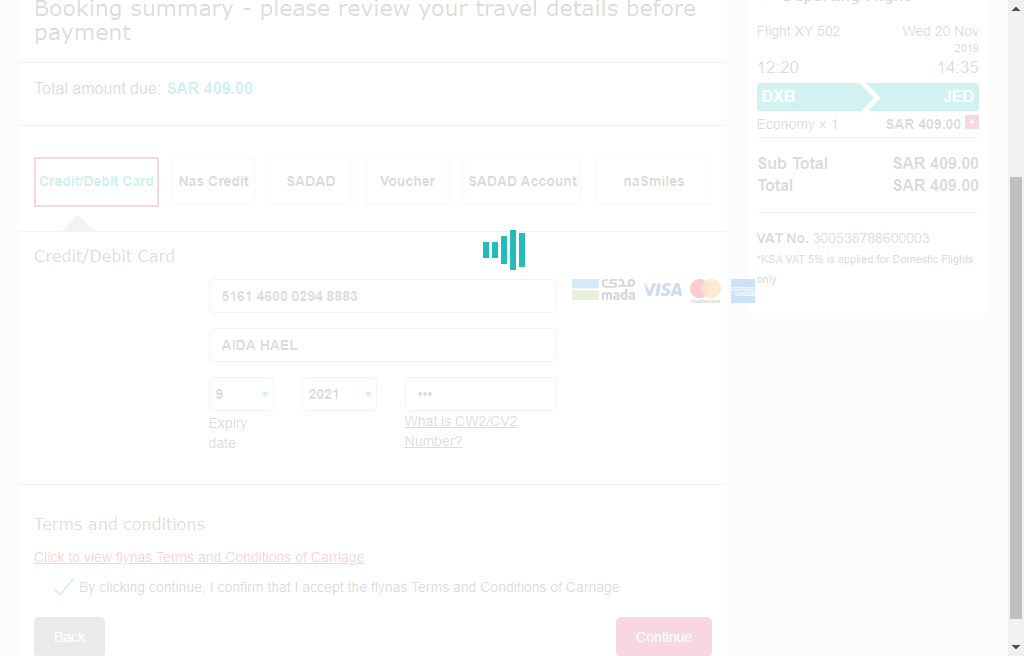 Booking summary - please review your travel details before
payment
Total amount due: SAR 409.00
Credit/Debit Card
Nas Credit
SADAD
Voucher
SADAD Account
naSmiles
Credit/Debit Card
5161 4600 0294 8883
مدى
mada
VISA
mastercard
AIDA HAEL
9
2021
•••
Expiry
date
What is CW2/CV2
Number?
Terms and conditions
Click to view flynas Terms and Conditions of Carriage
By clicking continue, I confirm that I accept the flynas Terms and Conditions of Carriage
Back
Continue
Departing Flight
Flight XY 502
Wed 20 Nov
2019
12:20
14:35
DXB
JED
Economy × 1
SAR 409.00 +
Sub Total
SAR 409.00
Total
SAR 409.00
VAT No. 300538788600003
*KSA VAT 5% is applied for Domestic Flights
only